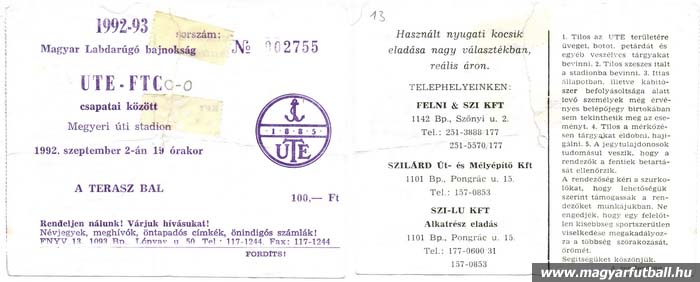 1992-93
sorszám:
Magyar Labdarúgó bajnokság
№ 002755
UTE - FTC 0-0
csapatai között
Megyeri úti stadion
1992. szeptember 2-án 19 órakor
1885
UTE
A TERASZ BAL
100,— Ft
Rendeljen nálunk! Várjuk hívásukat!
Névjegyek, meghívók, öntapadós címkék, önindigós számlák!
FNYV 13. 1093 Bp. Lónyay u. 50 Tel: 117-1244. Fax: 117-1244
FORDÍTS!
13
Használt nyugati kocsik
eladása nagy választékban,
reális áron.
TELEPHELYEINKEN:
FELNI & SZI KFT
1142 Bp., Szőnyi u. 2.
Tel.: 251-3888/177
251-5570/177
SZILÁRD Út- és Mélyépítő Kft
1101 Bp., Pongrác u. 15.
Tel.: 157-0853
SZI-LU KFT
Alkatrész eladás
1101 Bp., Pongrác u. 15.
Tel.: 177-0600/31
157-0853
1. Tilos az UTE területére
üveget, botot, petárdát és
egyéb veszélyes tárgyakat
bevinni. 2. Tilos szeszes italt
a stadionba bevinni. 3. Ittas
állapotban, illetve kábító-
szer befolyásoltsága alatt
levő személyek még érvé-
nyes belépőjegy birtokában
sem tekinthetik meg az ese-
ményt. 4. Tilos a mérkőzé-
sen tárgyakat eldobni, haji-
gálni. 5. A jegytulajdonosok
tudomásul veszik, hogy a
rendezők a fentiek betartá-
sát ellenőrzik.
A rendezőség kéri a szurko-
lókat, hogy lehetőségük
szerint támogassák a ren-
dezőket munkájukban. Ne
engedjék, hogy egy felelőt-
len kisebbség sportszerűtlen
viselkedése megakadályoz-
za a többség szórakozását,
örömét.
Segítségüket köszönjük.
www.magyarfutball.hu